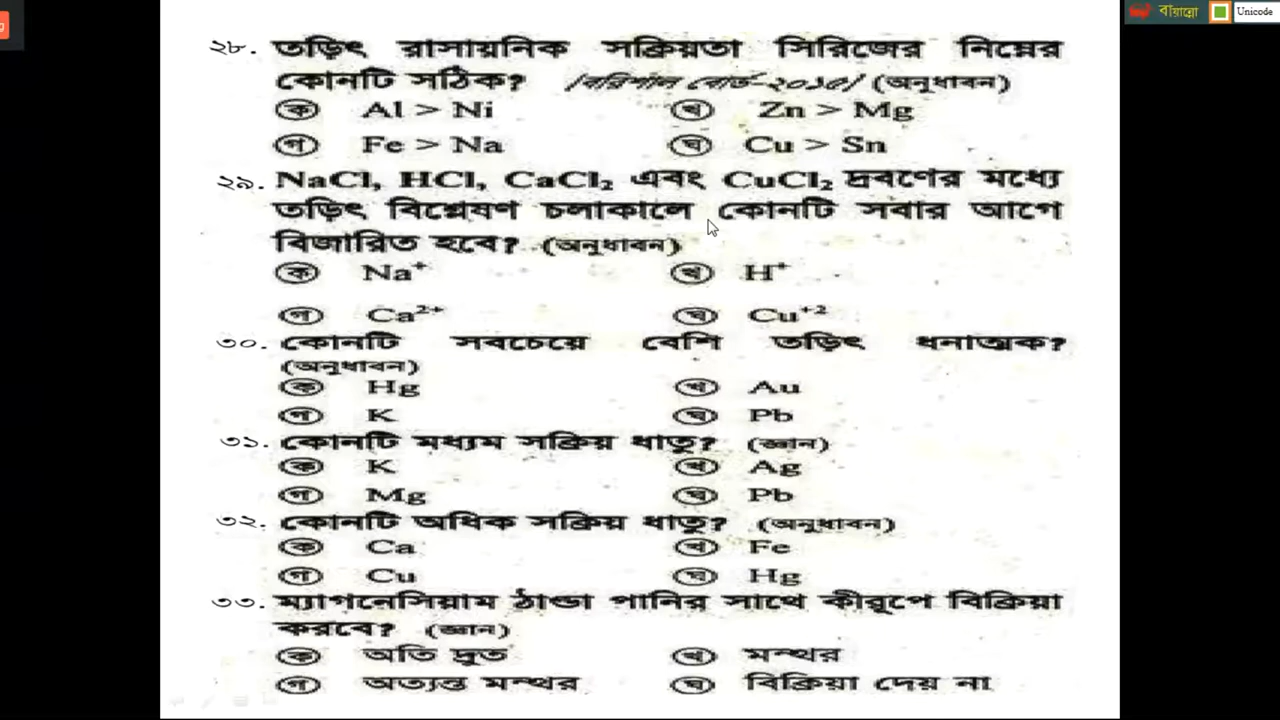 বায়ান্নো Unicode
২৮. তড়িৎ রাসায়নিক সক্রিয়তা সিরিজের নিম্নের
কোনটি সঠিক? /বরিশাল বোর্ড-২০১৫/ (অনুধাবন)
ক Al > Ni খ Zn > Mg
গ Fe > Na ঘ Cu > Sn
২৯. NaCl, HCl, CaCl₂ এবং CuCl₂ দ্রবণের মধ্যে
তড়িৎ বিশ্লেষণ চলাকালে কোনটি সবার আগে
বিজারিত হবে? (অনুধাবন)
ক Na⁺ খ H⁺
গ Ca²⁺ ঘ Cu⁺²
৩০. কোনটি সবচেয়ে বেশি তড়িৎ ধনাত্মক?
(অনুধাবন)
ক Hg খ Au
গ K ঘ Pb
৩১. কোনটি মধ্যম সক্রিয় ধাতু? (জ্ঞান)
ক K খ Ag
গ Mg ঘ Pb
৩২. কোনটি অধিক সক্রিয় ধাতু? (অনুধাবন)
ক Ca খ Fe
গ Cu ঘ Hg
৩৩. ম্যাগনেসিয়াম ঠাণ্ডা পানির সাথে কীরূপে বিক্রিয়া
করবে? (জ্ঞান)
ক অতি দ্রুত খ মন্থর
গ অত্যন্ত মন্থর ঘ বিক্রিয়া দেয় না